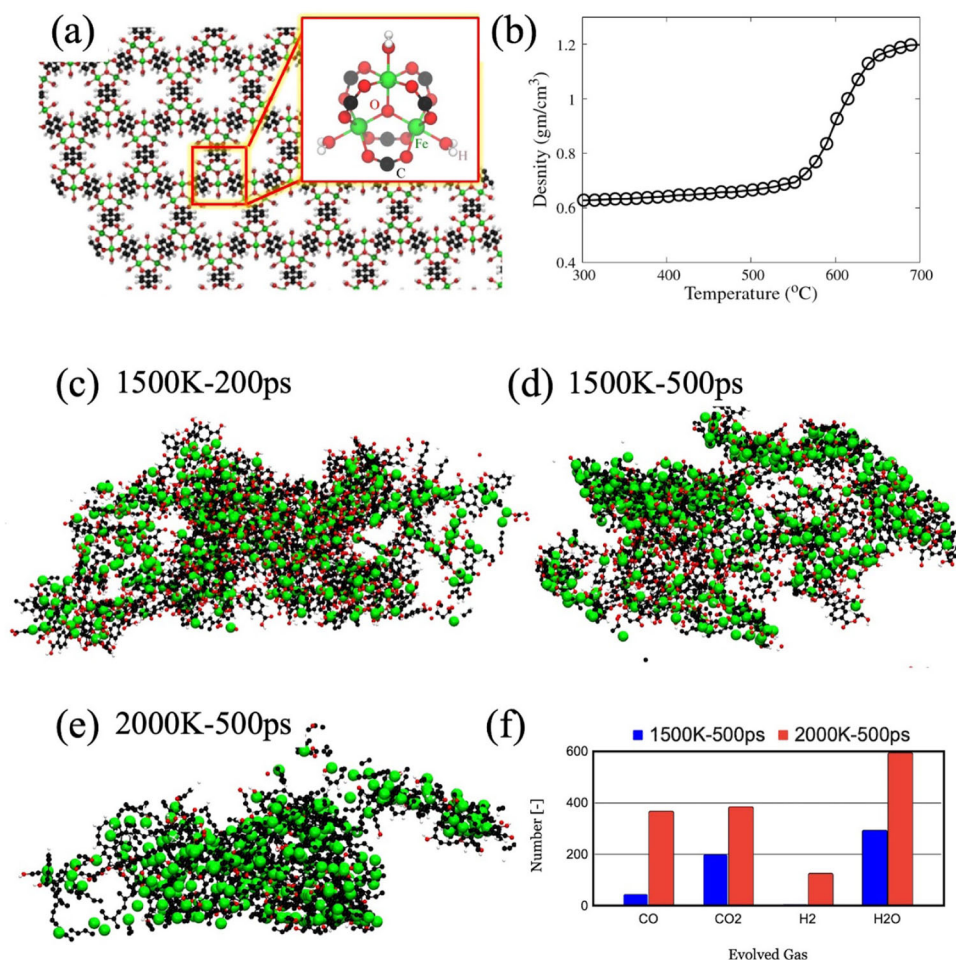 (a)
O
Fe
H
C
(b)
Desnity (gm/cm³)
1.2
1
0.8
0.6
0.4
300
400
500
600
700
Temperature (°C)
(c) 1500K-200ps
(d) 1500K-500ps
(e) 2000K-500ps
(f)
1500K-500ps 2000K-500ps
Number [-]
600
400
200
0
CO CO2 H2 H2O
Evolved Gas